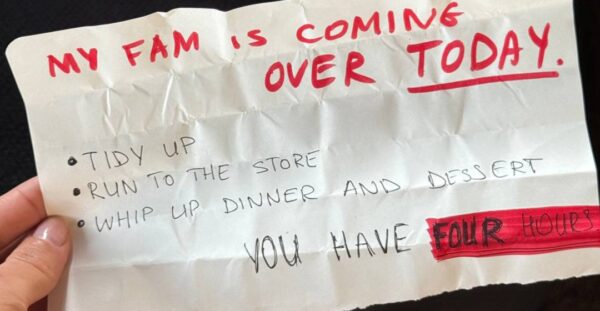 MY FAM IS COMING
OVER TODAY.
• TIDY UP
• RUN TO THE STORE
• WHIP UP DINNER AND DESSERT
YOU HAVE FOUR HOURS